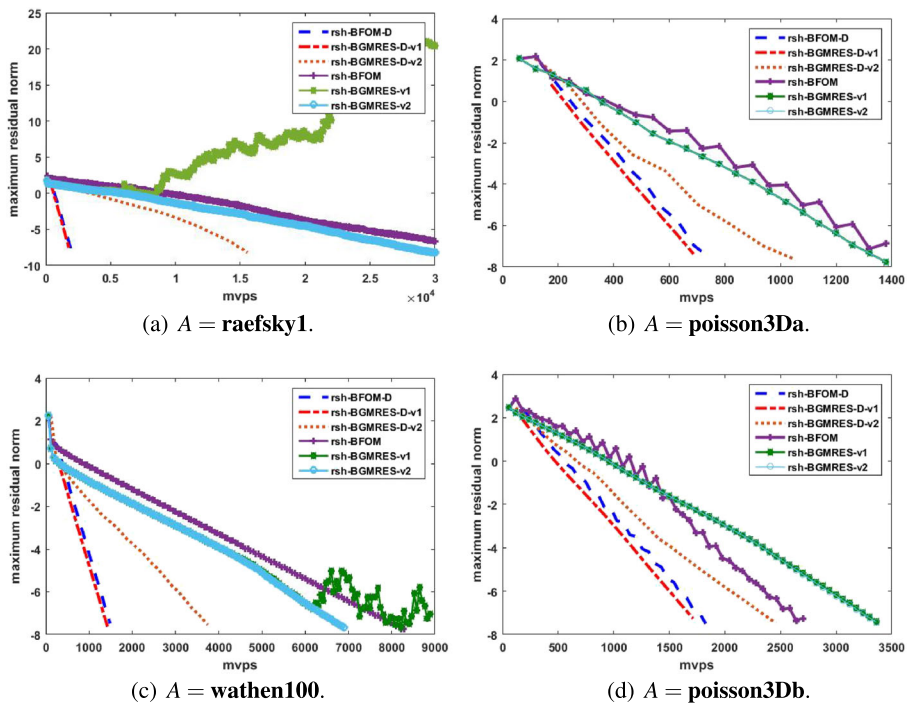 25
20
15
10
5
0
-5
-10
maximum residual norm
rsh-BFOM-D
rsh-BGMRES-D-v1
rsh-BGMRES-D-v2
rsh-BFOM
rsh-BGMRES-v1
rsh-BGMRES-v2
0 0.5 1 1.5 2 2.5 3
mvps
×10⁴
(a) A = raefsky1.
4
2
0
-2
-4
-6
-8
maximum residual norm
rsh-BFOM-D
rsh-BGMRES-D-v1
rsh-BGMRES-D-v2
rsh-BFOM
rsh-BGMRES-v1
rsh-BGMRES-v2
0 200 400 600 800 1000 1200 1400
mvps
(b) A = poisson3Da.
4
2
0
-2
-4
-6
-8
maximum residual norm
rsh-BFOM-D
rsh-BGMRES-D-v1
rsh-BGMRES-D-v2
rsh-BFOM
rsh-BGMRES-v1
rsh-BGMRES-v2
0 1000 2000 3000 4000 5000 6000 7000 8000 9000
mvps
(c) A = wathen100.
4
2
0
-2
-4
-6
-8
maximum residual norm
rsh-BFOM-D
rsh-BGMRES-D-v1
rsh-BGMRES-D-v2
rsh-BFOM
rsh-BGMRES-v1
rsh-BGMRES-v2
0 500 1000 1500 2000 2500 3000 3500
mvps
(d) A = poisson3Db.